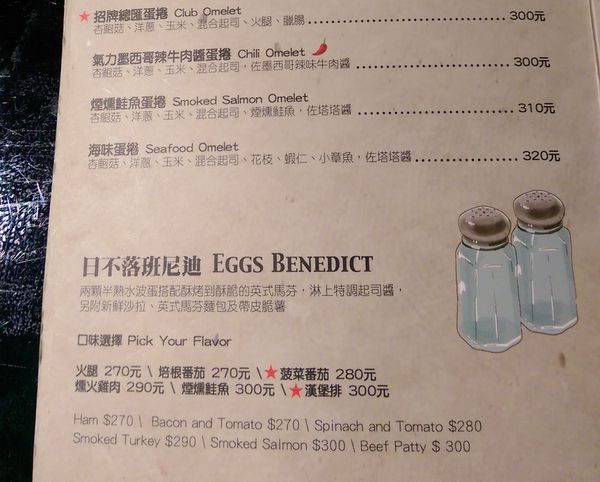 ★ 招牌總匯蛋捲 Club Omelet
杏鮑菇、洋蔥、玉米、混合起司、火腿、臘腸 300元
氣力墨西哥辣牛肉醬蛋捲 Chili Omelet
杏鮑菇、洋蔥、玉米、混合起司，佐墨西哥辣味牛肉醬 300元
煙燻鮭魚蛋捲 Smoked Salmon Omelet
杏鮑菇、洋蔥、玉米、混合起司、煙燻鮭魚，佐塔塔醬 310元
海味蛋捲 Seafood Omelet
杏鮑菇、洋蔥、玉米、混合起司、花枝、蝦仁、小章魚，佐塔塔醬 320元
日不落班尼迪 EGGS BENEDICT
兩顆半熟水波蛋搭配酥烤到酥脆的英式馬芬，淋上特調起司醬，
另附新鮮沙拉、英式馬芬麵包及帶皮脆薯
口味選擇 Pick Your Flavor
火腿 270元 \ 培根番茄 270元 \ ★ 菠菜番茄 280元
燻火雞肉 290元 \ 煙燻鮭魚 300元 \ ★ 漢堡排 300元
Ham $270 \ Bacon and Tomato $270 \ Spinach and Tomato $280
Smoked Turkey $290 \ Smoked Salmon $300 \ Beef Patty $ 300